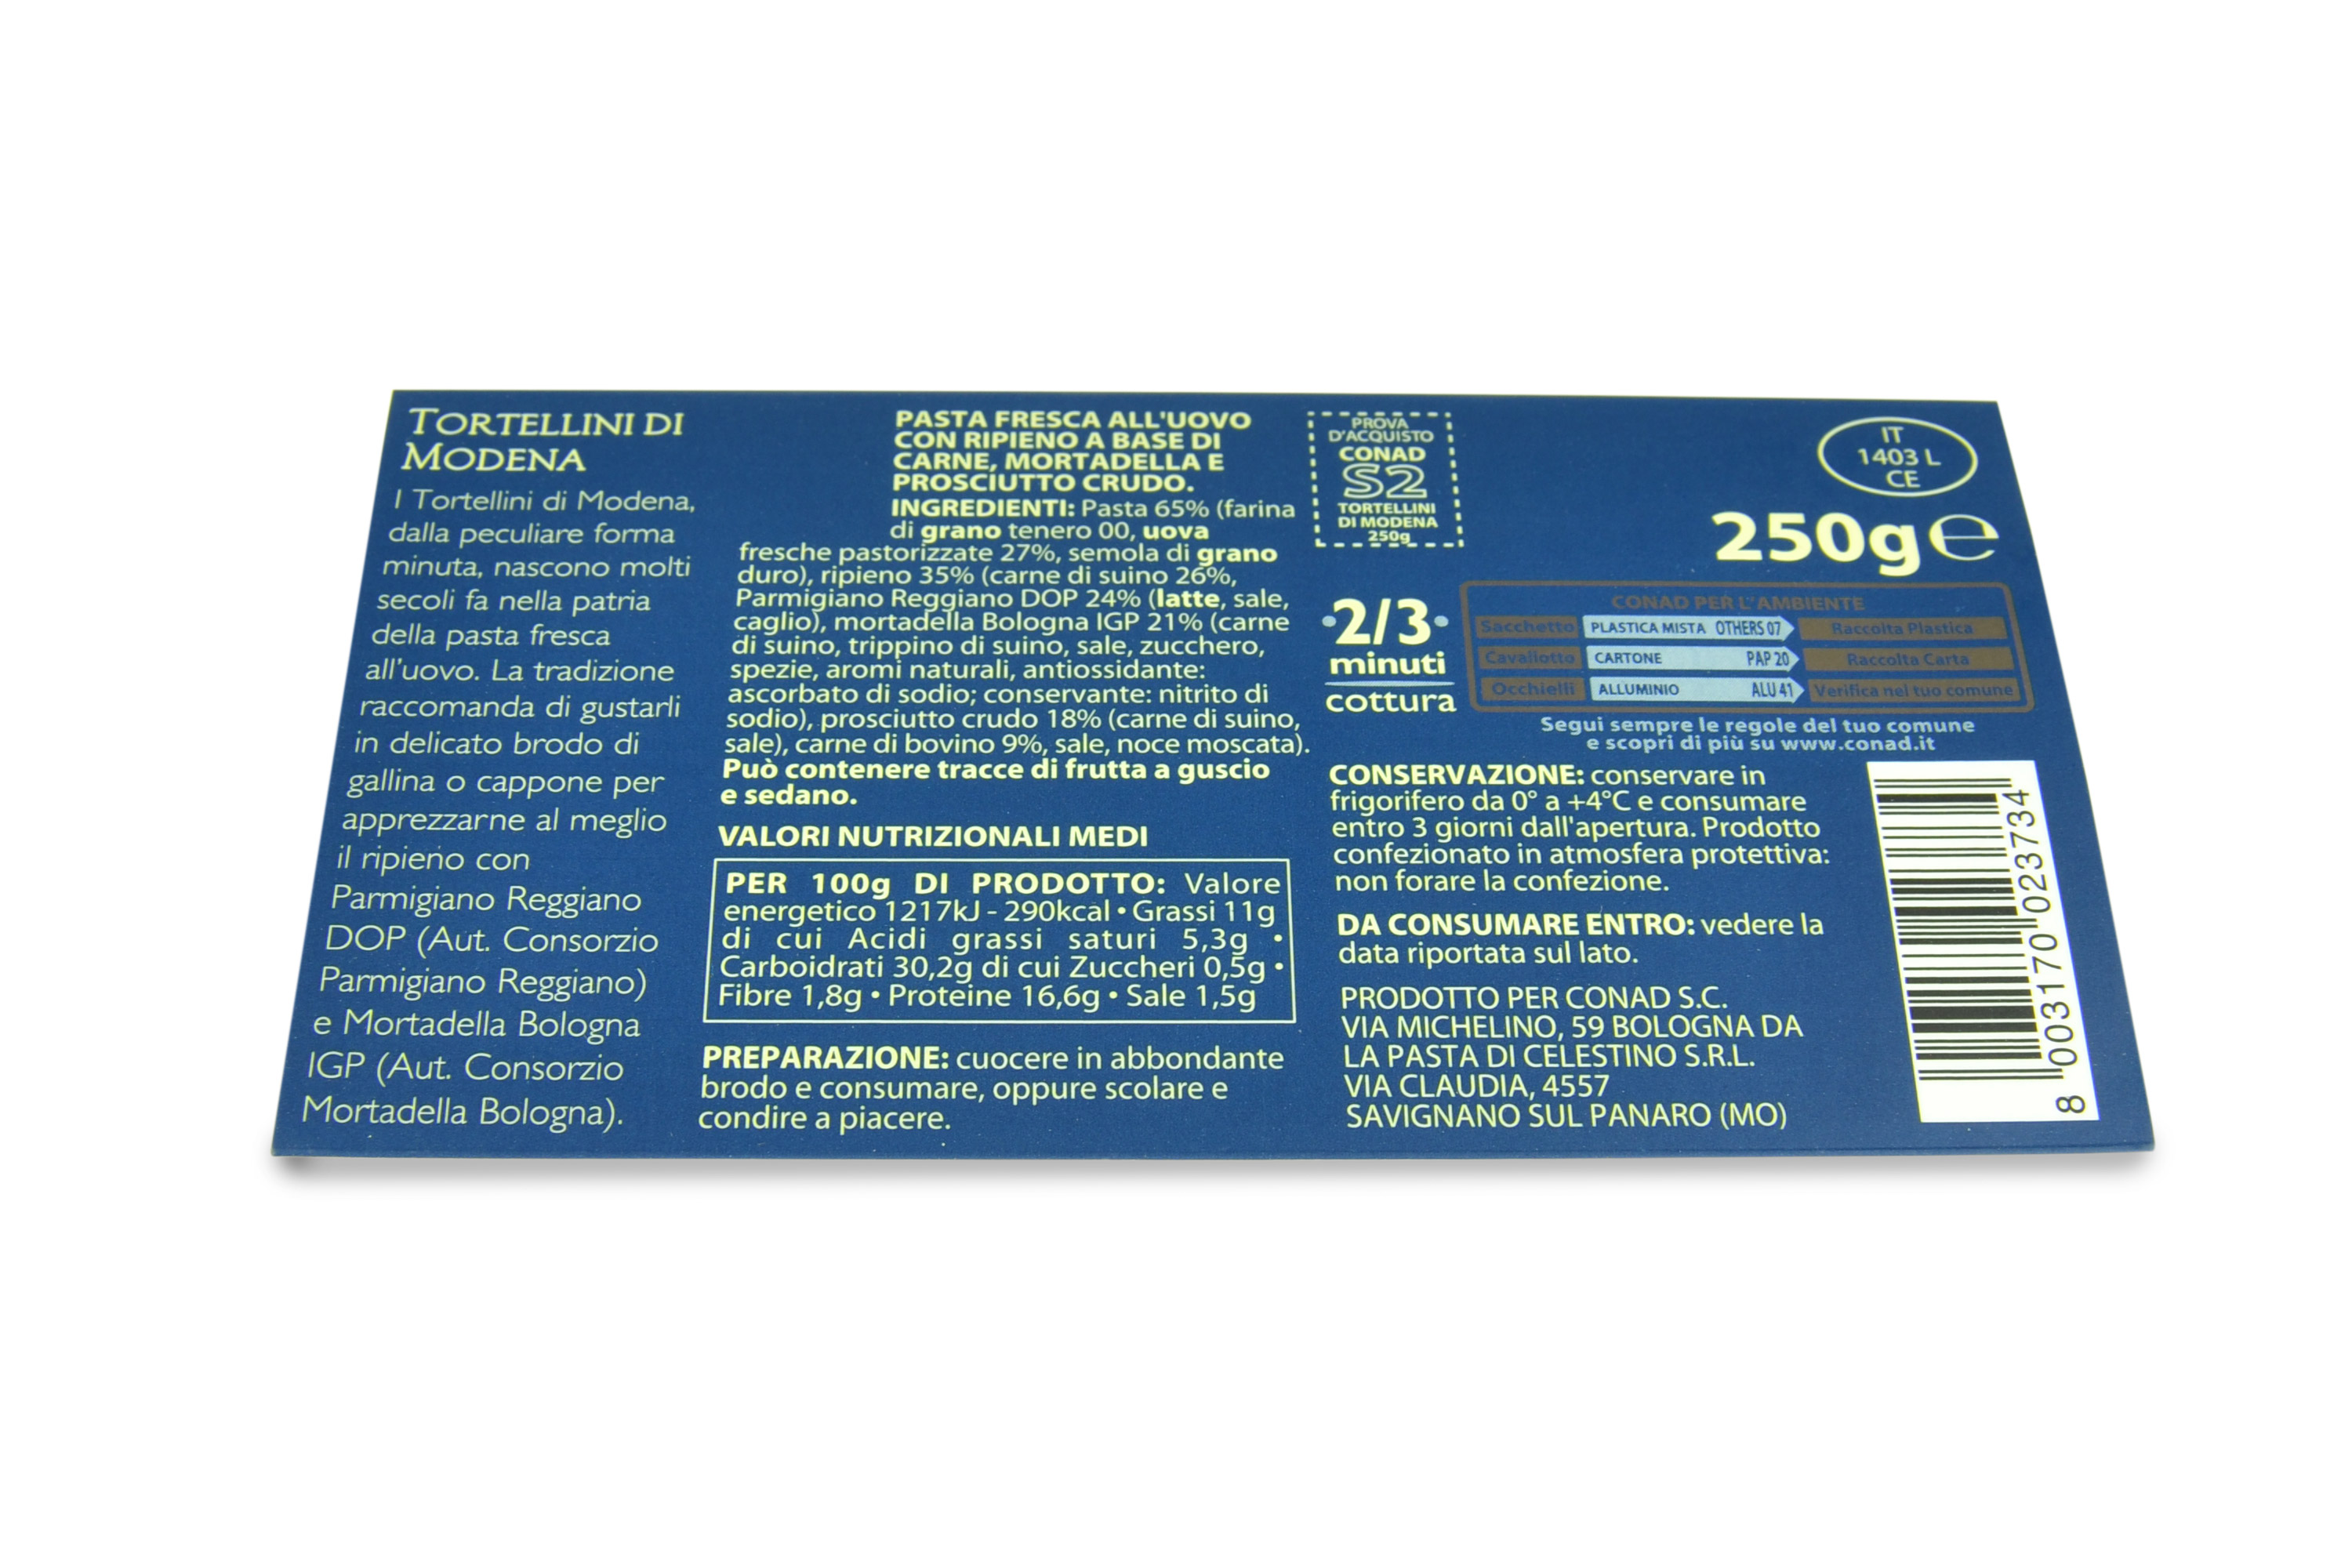 TORTELLINI DI
MODENA
I Tortellini di Modena,
dalla peculiare forma
minuta, nascono molti
secoli fa nella patria
della pasta fresca
all'uovo. La tradizione
raccomanda di gustarli
in delicato brodo di
gallina o cappone per
apprezzarne al meglio
il ripieno con
Parmigiano Reggiano
DOP (Aut. Consorzio
Parmigiano Reggiano)
e Mortadella Bologna
IGP (Aut. Consorzio
Mortadella Bologna).
PASTA FRESCA ALL'UOVO
CON RIPIENO A BASE DI
CARNE, MORTADELLA E
PROSCIUTTO CRUDO.
INGREDIENTI: Pasta 65% (farina
di grano tenero 00, uova
fresche pastorizzate 27%, semola di grano
duro), ripieno 35% (carne di suino 26%,
Parmigiano Reggiano DOP 24% (latte, sale,
caglio), mortadella Bologna IGP 21% (carne
di suino, trippino di suino, sale, zucchero,
spezie, aromi naturali, antiossidante:
ascorbato di sodio; conservante: nitrito di
sodio), prosciutto crudo 18% (carne di suino,
sale), carne di bovino 9%, sale, noce moscata).
Può contenere tracce di frutta a guscio
e sedano.
VALORI NUTRIZIONALI MEDI
PER 100g DI PRODOTTO: Valore
energetico 1217kJ - 290kcal • Grassi 11g
di cui Acidi grassi saturi 5,3g •
Carboidrati 30,2g di cui Zuccheri 0,5g •
Fibre 1,8g • Proteine 16,6g • Sale 1,5g
PREPARAZIONE: cuocere in abbondante
brodo e consumare, oppure scolare e
condire a piacere.
PROVA
D'ACQUISTO
CONAD
S2
TORTELLINI
DI MODENA
250g
IT
1403 L
CE
250g e
•2/3•
minuti
cottura
CONAD PER L'AMBIENTE
Sacchetto PLASTICA MISTA OTHERS 07 Raccolta Plastica
Cavallotto CARTONE PAP 20 Raccolta Carta
Occhielli ALLUMINIO ALU 41 Verifica nel tuo comune
Segui sempre le regole del tuo comune
e scopri di più su www.conad.it
CONSERVAZIONE: conservare in
frigorifero da 0° a +4°C e consumare
entro 3 giorni dall'apertura. Prodotto
confezionato in atmosfera protettiva:
non forare la confezione.
DA CONSUMARE ENTRO: vedere la
data riportata sul lato.
PRODOTTO PER CONAD S.C.
VIA MICHELINO, 59 BOLOGNA DA
LA PASTA DI CELESTINO S.R.L.
VIA CLAUDIA, 4557
SAVIGNANO SUL PANARO (MO)
8 003170 023734